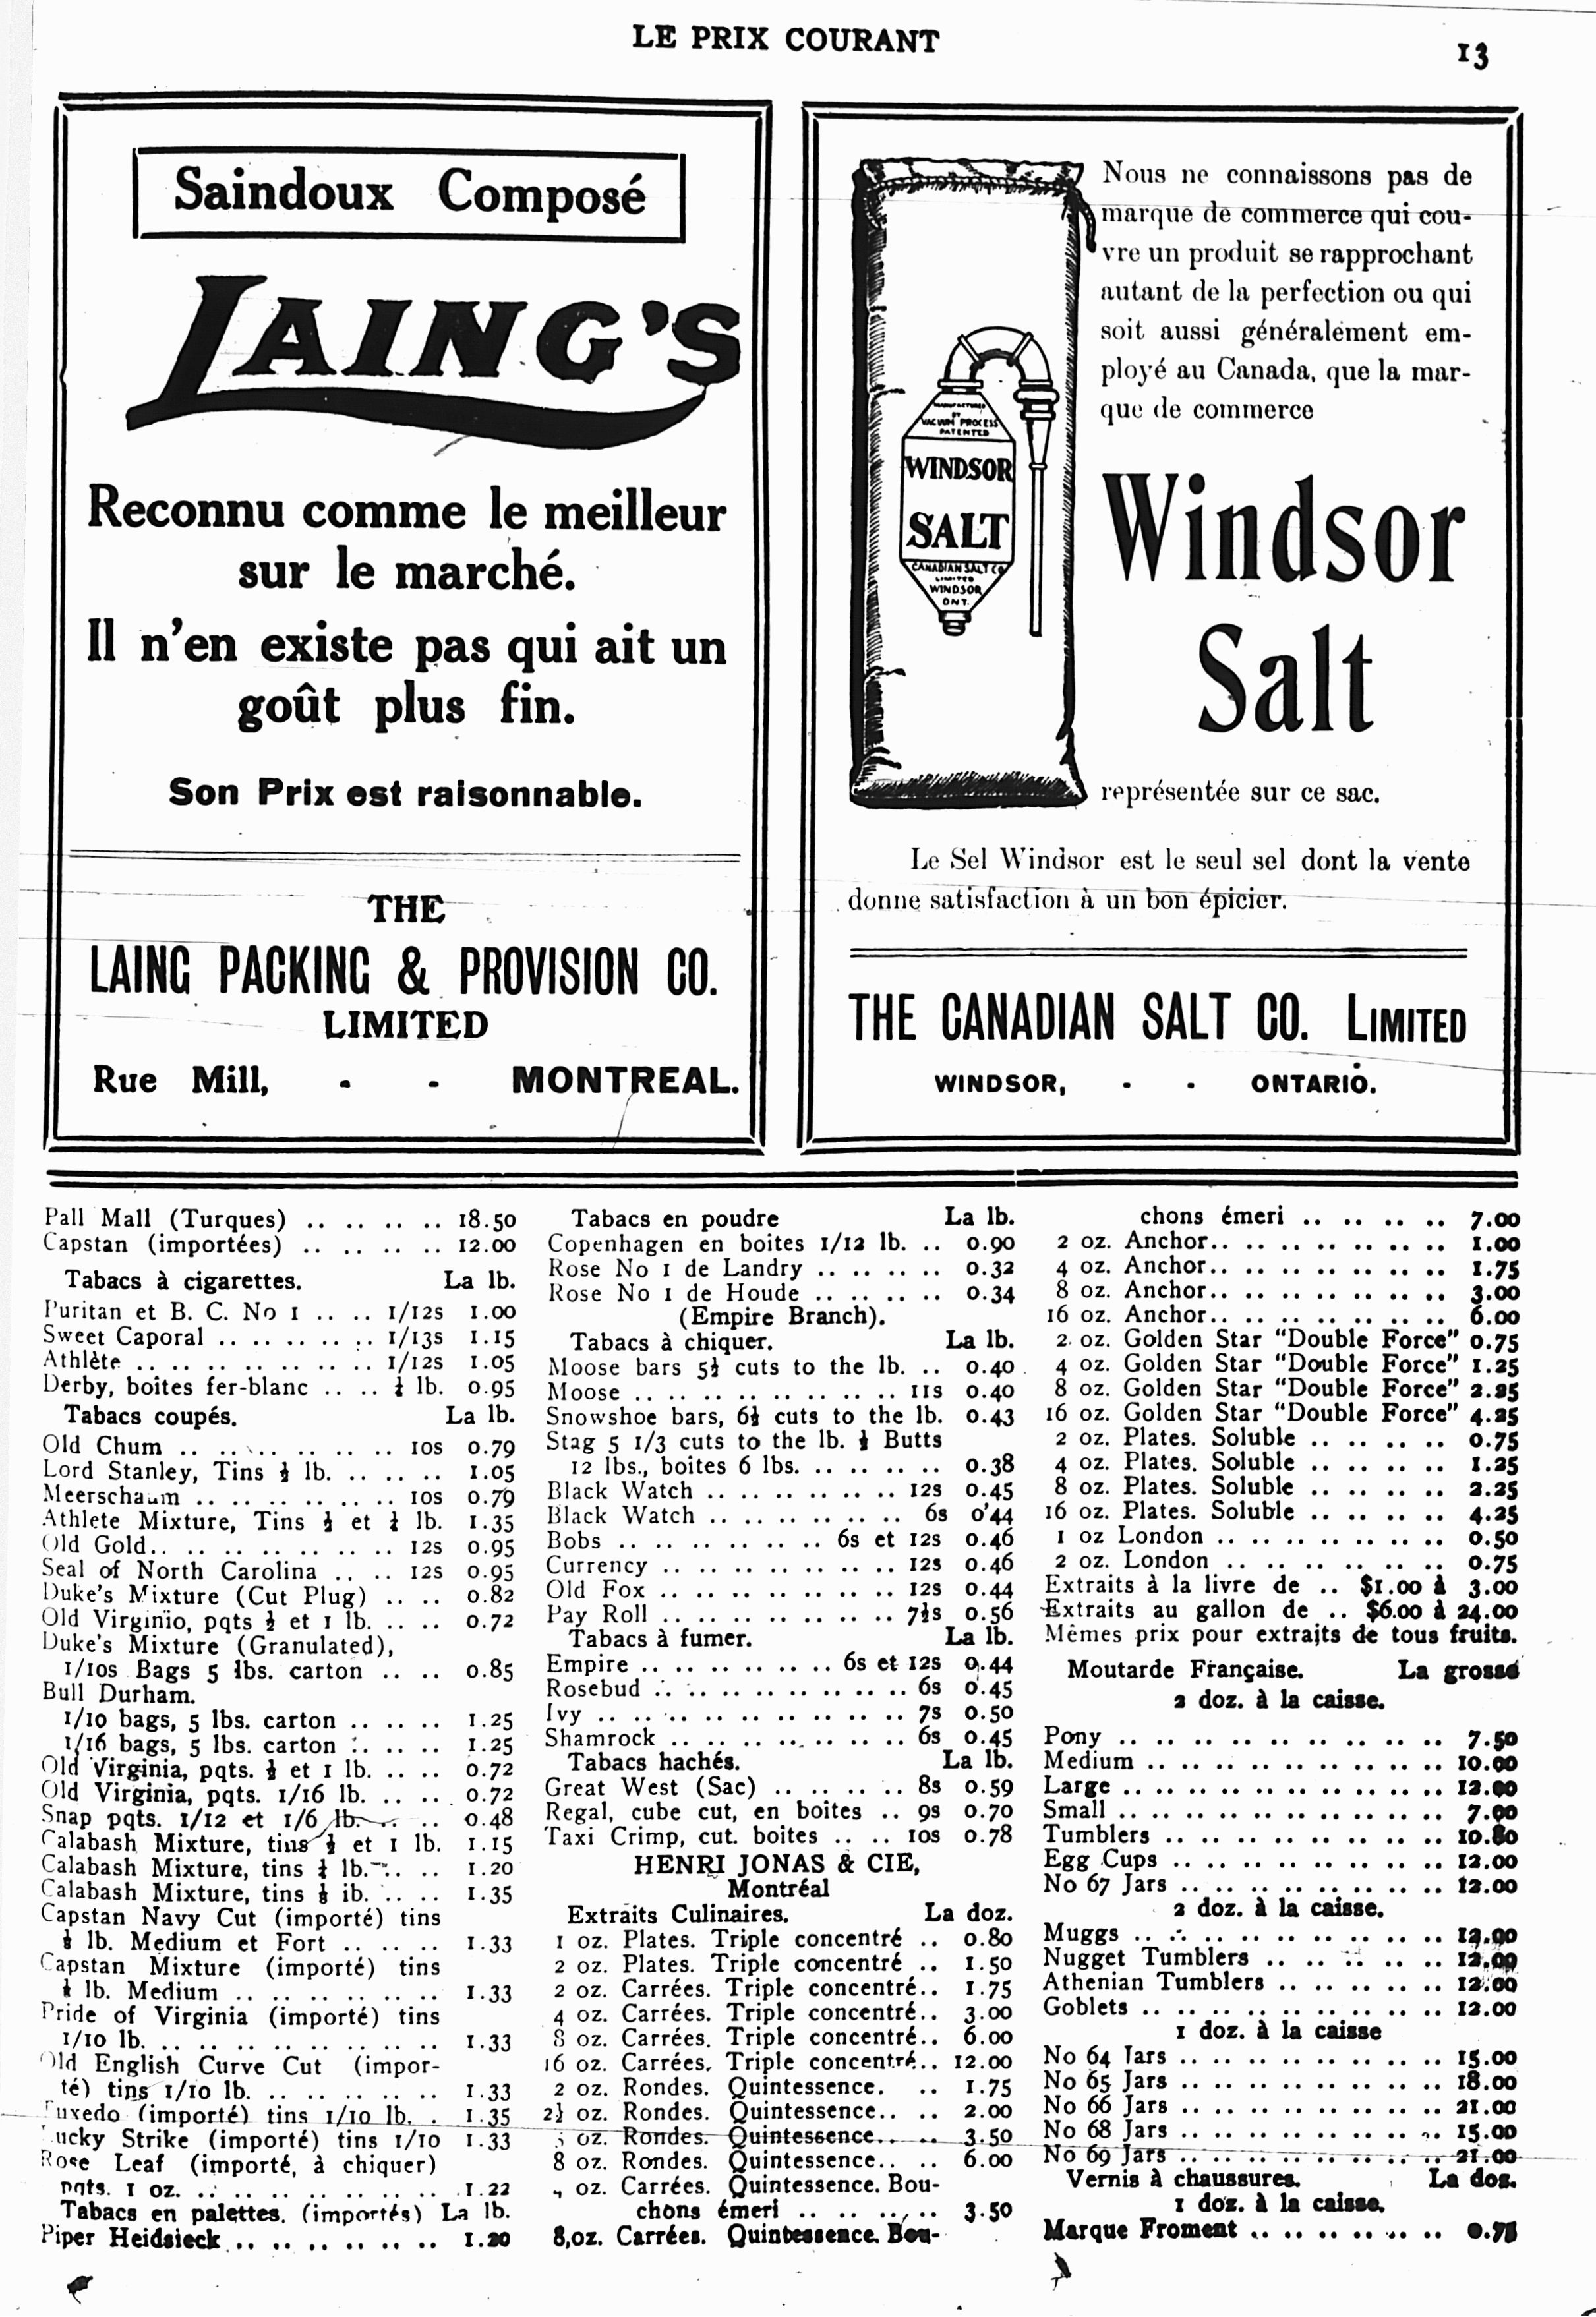 LE PRIX COURANT
13
Saindoux Composé
LAING'S
Reconnu comme le meilleur
sur le marché.
Il n'en existe pas qui ait un
goût plus fin.
Son Prix est raisonnable.
THE
LAING PACKING & PROVISION CO.
LIMITED
Rue Mill, - - MONTREAL.
Nous ne connaissons pas de
marque de commerce qui cou-
vre un produit se rapprochant
autant de la perfection ou qui
soit aussi généralement em-
ployé au Canada, que la mar-
que de commerce
MANUFACTURED
BY
VACUUM PROCESS
PATENTED
WINDSOR
SALT
CANADIAN SALT CO
LIMITED
WINDSOR
ONT.
Windsor
Salt
représentée sur ce sac.
Le Sel Windsor est le seul sel dont la vente
donne satisfaction à un bon épicier.
THE CANADIAN SALT CO. LIMITED
WINDSOR, - - ONTARIO.
Pall Mall (Turques) .. .. .. .. .. 18.50
Capstan (importées) .. .. .. .. .. 12.00
Tabacs à cigarettes. La lb.
Puritan et B. C. No 1 .. .. 1/12s 1.00
Sweet Caporal .. .. .. .. .. 1/13s 1.15
Athlète .. .. .. .. .. .. .. 1/12s 1.05
Derby, boites fer-blanc .. .. ¼ lb. 0.95
Tabacs coupés. La lb.
Old Chum .. .. .. .. .. .. .. 10s 0.79
Lord Stanley, Tins ½ lb. .. .. .. 1.05
Meerschaum .. .. .. .. .. .. 10s 0.79
Athlete Mixture, Tins ½ et ¼ lb. 1.35
Old Gold.. .. .. .. .. .. .. 12s 0.95
Seal of North Carolina .. .. 12s 0.95
Duke's Mixture (Cut Plug) .. .. 0.82
Old Virginio, pqts ½ et 1 lb. .. .. 0.72
Duke's Mixture (Granulated),
1/10s Bags 5 lbs. carton .. .. 0.85
Bull Durham.
1/10 bags, 5 lbs. carton .. .. .. 1.25
1/16 bags, 5 lbs. carton .. .. .. 1.25
Old Virginia, pqts. ½ et 1 lb. .. .. 0.72
Old Virginia, pqts. 1/16 lb. .. .. 0.72
Snap pqts. 1/12 et 1/6 lb. .. .. 0.48
Calabash Mixture, tins ½ et 1 lb. 1.15
Calabash Mixture, tins ¼ lb. .. .. 1.20
Calabash Mixture, tins ⅛ ib. .. .. 1.35
Capstan Navy Cut (importé) tins
lb. Medium et Fort .. .. .. 1.33
Capstan Mixture (importé) tins
lb. Medium .. .. .. .. .. .. 1.33
Pride of Virginia (importé) tins
1/10 lb. .. .. .. .. .. .. .. .. 1.33
Old English Curve Cut (impor-
té) tins 1/10 lb. .. .. .. .. .. 1.33
Tuxedo (importé) tins 1/10 lb. . 1.35
Lucky Strike (importé) tins 1/10 1.33
Rose Leaf (importé, à chiquer)
pqts. 1 oz. .. .. .. .. .. .. .. 1.22
Tabacs en palettes. (importés) La lb.
Piper Heidsieck .. .. .. .. .. .. 1.20
Tabacs en poudre La lb.
Copenhagen en boites 1/12 lb. .. 0.90
Rose No 1 de Landry .. .. .. .. 0.32
Rose No 1 de Houde .. .. .. .. 0.34
(Empire Branch).
Tabacs à chiquer. La lb.
Moose bars 5½ cuts to the lb. .. 0.40
Moose .. .. .. .. .. .. .. .. 11s 0.40
Snowshoe bars, 6½ cuts to the lb. 0.43
Stag 5 1/3 cuts to the lb. ½ Butts
12 lbs., boites 6 lbs. .. .. .. .. 0.38
Black Watch .. .. .. .. .. .. 12s 0.45
Black Watch .. .. .. .. .. .. 6s 0'44
Bobs .. .. .. .. .. .. 6s et 12s 0.46
Currency .. .. .. .. .. .. .. 12s 0.46
Old Fox .. .. .. .. .. .. .. 12s 0.44
Pay Roll .. .. .. .. .. .. .. 7½s 0.56
Tabacs à fumer. La lb.
Empire .. .. .. .. .. .. 6s et 12s 0.44
Rosebud .. .. .. .. .. .. .. .. 6s 0.45
Ivy .. .. .. .. .. .. .. .. .. 7s 0.50
Shamrock .. .. .. .. .. .. .. 6s 0.45
Tabacs hachés. La lb.
Great West (Sac) .. .. .. .. 8s 0.59
Regal, cube cut, en boites .. 9s 0.70
Taxi Crimp, cut. boites .. .. 10s 0.78
HENRI JONAS & CIE,
Montréal
Extraits Culinaires. La doz.
1 oz. Plates. Triple concentré .. 0.80
2 oz. Plates. Triple concentré .. 1.50
2 oz. Carrées. Triple concentré.. 1.75
4 oz. Carrées. Triple concentré.. 3.00
8 oz. Carrées. Triple concentré.. 6.00
16 oz. Carrées. Triple concentré.. 12.00
2 oz. Rondes. Quintessence. .. 1.75
2½ oz. Rondes. Quintessence.. .. 2.00
oz. Rondes. Quintessence.. .. 3.50
8 oz. Rondes. Quintessence.. .. 6.00
oz. Carrées. Quintessence. Bou-
chons émeri .. .. .. .. .. 3.50
8,oz. Carrées. Quintessence. Bou-
chons émeri .. .. .. .. 7.00
2 oz. Anchor.. .. .. .. .. .. .. 1.00
4 oz. Anchor.. .. .. .. .. .. .. 1.75
8 oz. Anchor.. .. .. .. .. .. .. 3.00
16 oz. Anchor.. .. .. .. .. .. .. 6.00
2 oz. Golden Star "Double Force" 0.75
4 oz. Golden Star "Double Force" 1.25
8 oz. Golden Star "Double Force" 2.25
16 oz. Golden Star "Double Force" 4.25
2 oz. Plates. Soluble .. .. .. .. 0.75
4 oz. Plates. Soluble .. .. .. .. 1.25
8 oz. Plates. Soluble .. .. .. .. 2.25
16 oz. Plates. Soluble .. .. .. .. 4.25
1 oz London .. .. .. .. .. .. .. 0.50
2 oz. London .. .. .. .. .. .. 0.75
Extraits à la livre de .. $1.00 à 3.00
Extraits au gallon de .. $6.00 à 24.00
Mêmes prix pour extraits de tous fruits.
Moutarde Française. La grosse
2 doz. à la caisse.
Pony .. .. .. .. .. .. .. .. .. 7.50
Medium .. .. .. .. .. .. .. .. 10.00
Large .. .. .. .. .. .. .. .. .. 12.00
Small .. .. .. .. .. .. .. .. .. 7.00
Tumblers .. .. .. .. .. .. .. .. 10.80
Egg Cups .. .. .. .. .. .. .. .. 12.00
No 67 Jars .. .. .. .. .. .. .. 12.00
2 doz. à la caisse.
Muggs .. .. .. .. .. .. .. .. .. 12.00
Nugget Tumblers .. .. .. .. .. 12.00
Athenian Tumblers .. .. .. .. .. 12.00
Goblets .. .. .. .. .. .. .. .. 12.00
1 doz. à la caisse
No 64 Jars .. .. .. .. .. .. .. 15.00
No 65 Jars .. .. .. .. .. .. .. 18.00
No 66 Jars .. .. .. .. .. .. .. 21.00
No 68 Jars .. .. .. .. .. .. .. 15.00
No 69 Jars .. .. .. .. .. .. .. 21.00
Vernis à chaussures. La doz.
1 doz. à la caisse.
Marque Froment .. .. .. .. .. .. 0.75